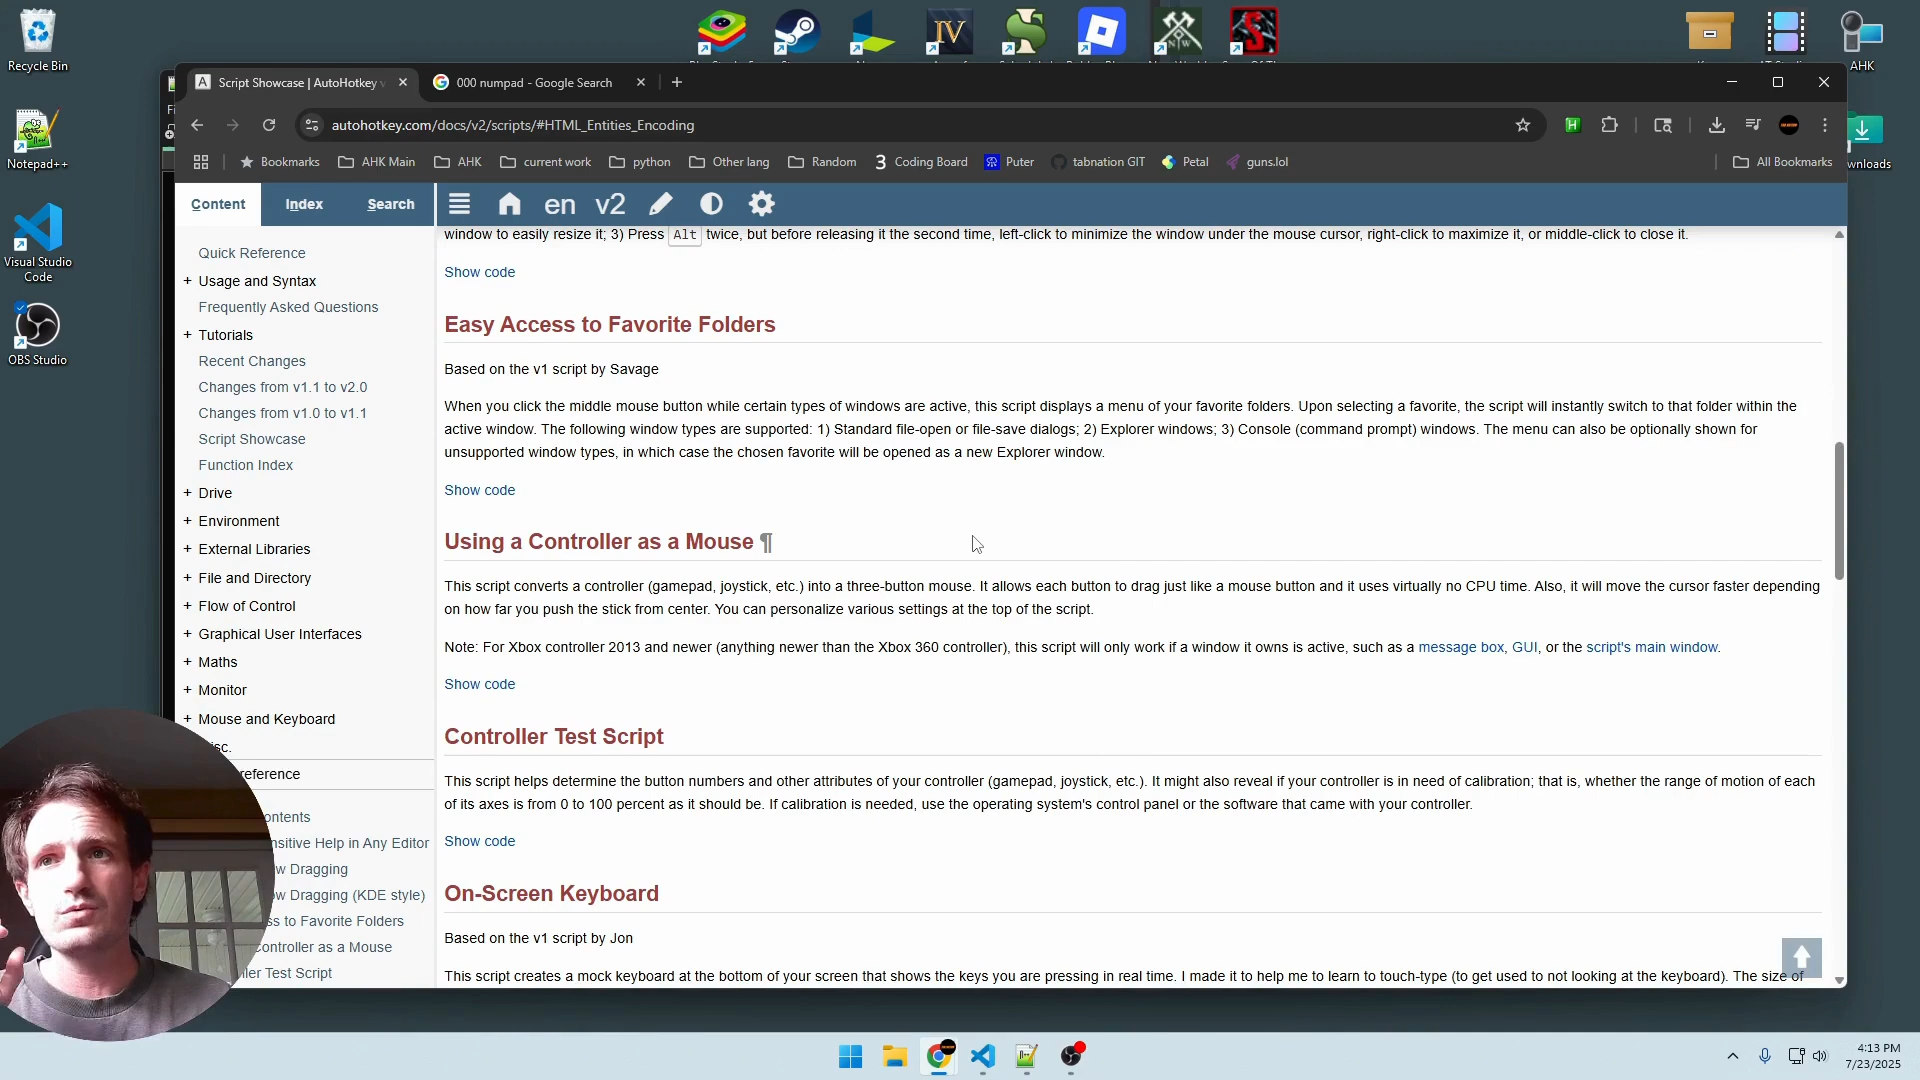 Recycle Bin
Notepad++
Visual Studio
Code
OBS Studio
AHK
wnloads
Script Showcase | AutoHotkey v
000 numpad - Google Search
autohotkey.com/docs/v2/scripts/#HTML_Entities_Encoding
Bookmarks
AHK Main
AHK
current work
python
Other lang
Random
Coding Board
Puter
tabnation GIT
Petal
guns.lol
All Bookmarks
Content
Index
Search
en
v2
Quick Reference
+ Usage and Syntax
Frequently Asked Questions
+ Tutorials
Recent Changes
Changes from v1.1 to v2.0
Changes from v1.0 to v1.1
Script Showcase
Function Index
+ Drive
+ Environment
+ External Libraries
+ File and Directory
+ Flow of Control
+ Graphical User Interfaces
+ Maths
+ Monitor
+ Mouse and Keyboard
isc.
reference
ontents
nsitive Help in Any Editor
w Dragging
ow Dragging (KDE style)
ss to Favorite Folders
Controller as a Mouse
ller Test Script
window to easily resize it; 3) Press Alt twice, but before releasing it the second time, left-click to minimize the window under the mouse cursor, right-click to maximize it, or middle-click to close it.
Show code
Easy Access to Favorite Folders
Based on the v1 script by Savage
When you click the middle mouse button while certain types of windows are active, this script displays a menu of your favorite folders. Upon selecting a favorite, the script will instantly switch to that folder within the
active window. The following window types are supported: 1) Standard file-open or file-save dialogs; 2) Explorer windows; 3) Console (command prompt) windows. The menu can also be optionally shown for
unsupported window types, in which case the chosen favorite will be opened as a new Explorer window.
Show code
Using a Controller as a Mouse ¶
This script converts a controller (gamepad, joystick, etc.) into a three-button mouse. It allows each button to drag just like a mouse button and it uses virtually no CPU time. Also, it will move the cursor faster depending
on how far you push the stick from center. You can personalize various settings at the top of the script.
Note: For Xbox controller 2013 and newer (anything newer than the Xbox 360 controller), this script will only work if a window it owns is active, such as a message box, GUI, or the script's main window.
Show code
Controller Test Script
This script helps determine the button numbers and other attributes of your controller (gamepad, joystick, etc.). It might also reveal if your controller is in need of calibration; that is, whether the range of motion of each
of its axes is from 0 to 100 percent as it should be. If calibration is needed, use the operating system's control panel or the software that came with your controller.
Show code
On-Screen Keyboard
Based on the v1 script by Jon
This script creates a mock keyboard at the bottom of your screen that shows the keys you are pressing in real time. I made it to help me to learn to touch-type (to get used to not looking at the keyboard). The size of
4:13 PM
7/23/2025